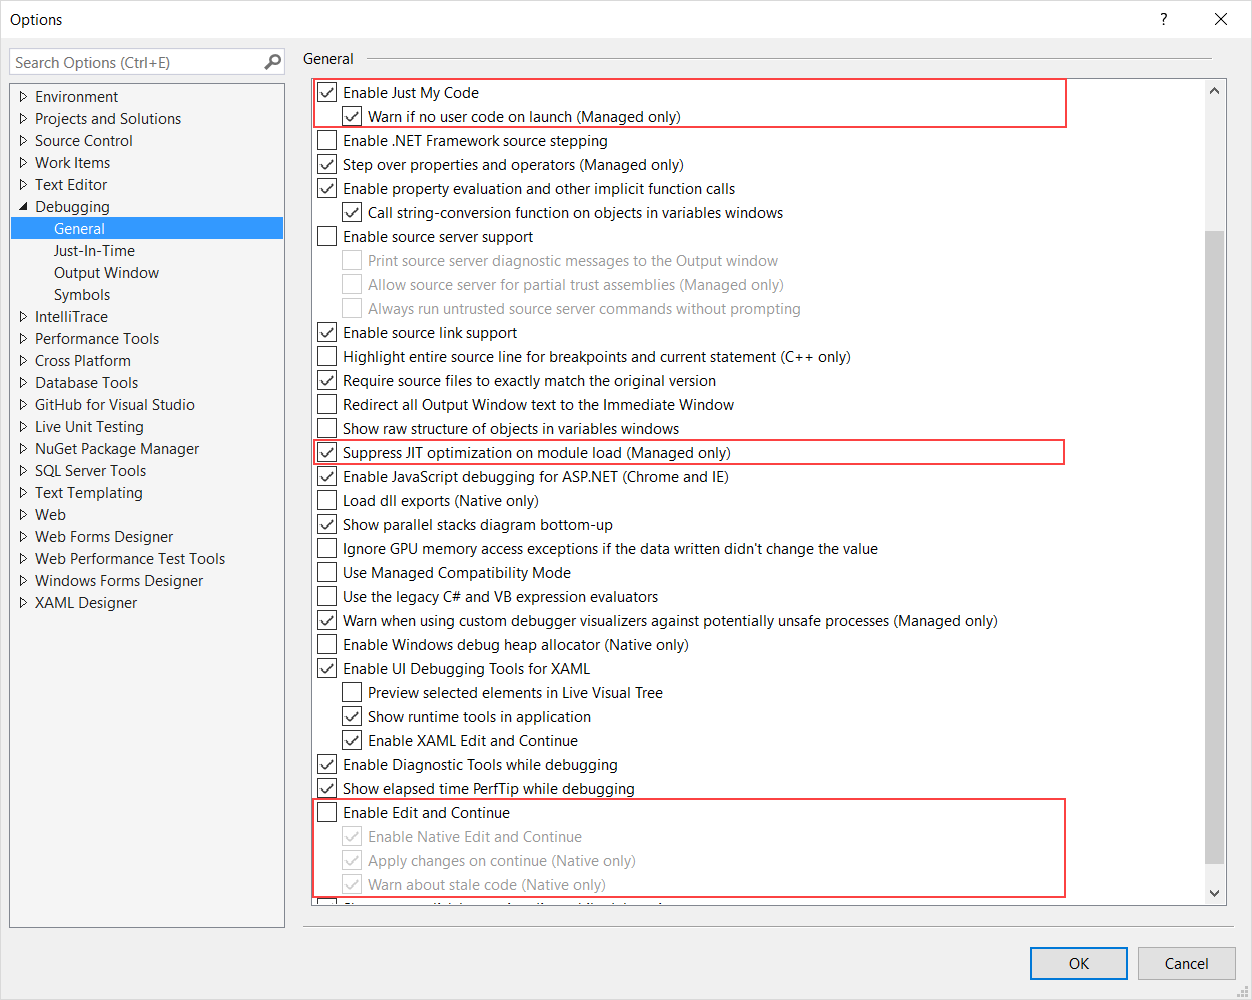 Options
?
Search Options (Ctrl+E)
Environment
Projects and Solutions
Source Control
Work Items
Text Editor
Debugging
General
Just-In-Time
Output Window
Symbols
IntelliTrace
Performance Tools
Cross Platform
Database Tools
GitHub for Visual Studio
Live Unit Testing
NuGet Package Manager
SQL Server Tools
Text Templating
Web
Web Forms Designer
Web Performance Test Tools
Windows Forms Designer
XAML Designer
General
Enable Just My Code
Warn if no user code on launch (Managed only)
Enable .NET Framework source stepping
Step over properties and operators (Managed only)
Enable property evaluation and other implicit function calls
Call string-conversion function on objects in variables windows
Enable source server support
Print source server diagnostic messages to the Output window
Allow source server for partial trust assemblies (Managed only)
Always run untrusted source server commands without prompting
Enable source link support
Highlight entire source line for breakpoints and current statement (C++ only)
Require source files to exactly match the original version
Redirect all Output Window text to the Immediate Window
Show raw structure of objects in variables windows
Suppress JIT optimization on module load (Managed only)
Enable JavaScript debugging for ASP.NET (Chrome and IE)
Load dll exports (Native only)
Show parallel stacks diagram bottom-up
Ignore GPU memory access exceptions if the data written didn't change the value
Use Managed Compatibility Mode
Use the legacy C# and VB expression evaluators
Warn when using custom debugger visualizers against potentially unsafe processes (Managed only)
Enable Windows debug heap allocator (Native only)
Enable UI Debugging Tools for XAML
Preview selected elements in Live Visual Tree
Show runtime tools in application
Enable XAML Edit and Continue
Enable Diagnostic Tools while debugging
Show elapsed time PerfTip while debugging
Enable Edit and Continue
Enable Native Edit and Continue
Apply changes on continue (Native only)
Warn about stale code (Native only)
OK
Cancel